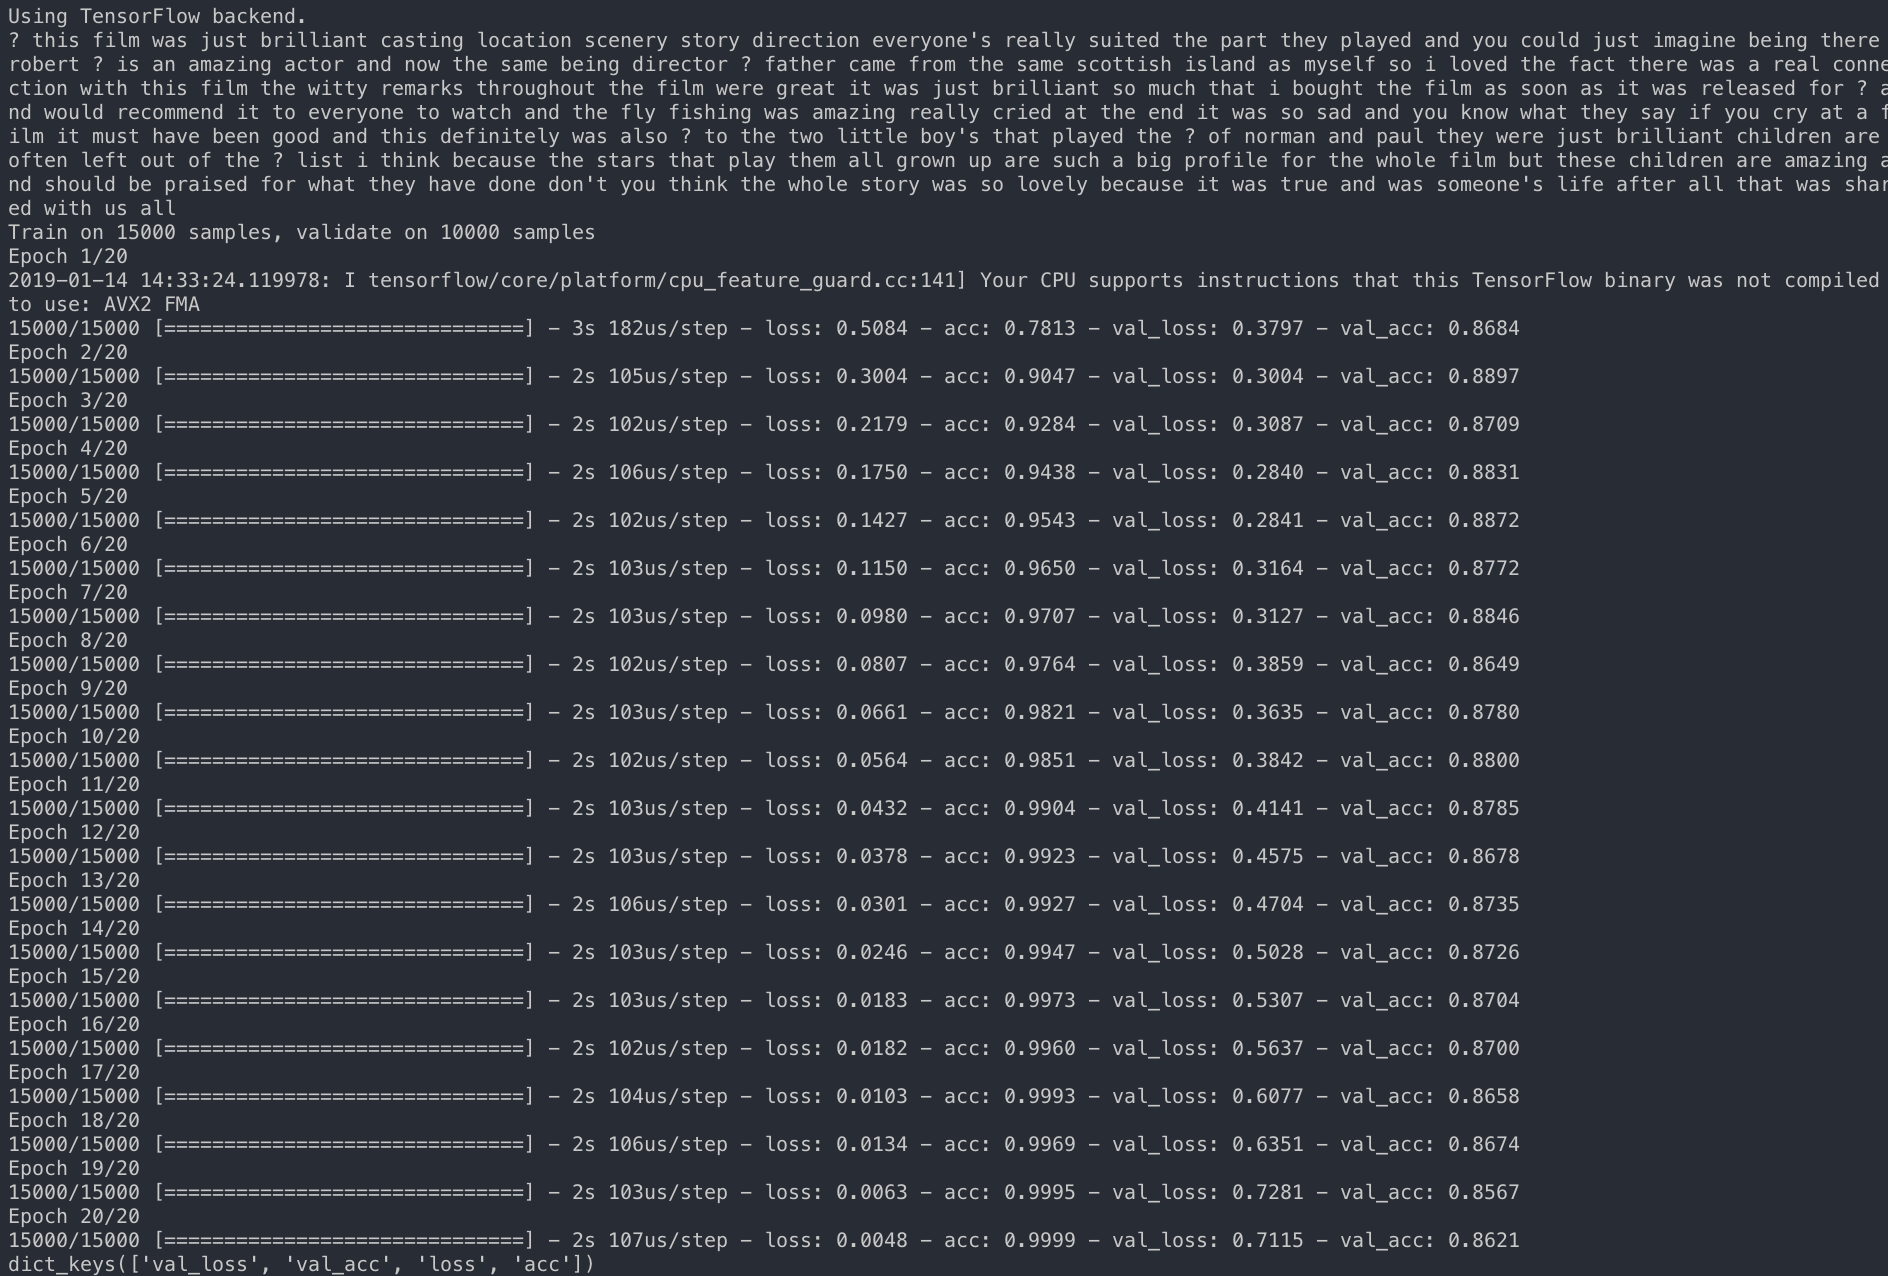 Using TensorFlow backend.
? this film was just brilliant casting location scenery story direction everyone's really suited the part they played and you could just imagine being there
robert ? is an amazing actor and now the same being director ? father came from the same scottish island as myself so i loved the fact there was a real conne
ction with this film the witty remarks throughout the film were great it was just brilliant so much that i bought the film as soon as it was released for ? a
nd would recommend it to everyone to watch and the fly fishing was amazing really cried at the end it was so sad and you know what they say if you cry at a f
ilm it must have been good and this definitely was also ? to the two little boy's that played the ? of norman and paul they were just brilliant children are
often left out of the ? list i think because the stars that play them all grown up are such a big profile for the whole film but these children are amazing a
nd should be praised for what they have done don't you think the whole story was so lovely because it was true and was someone's life after all that was shar
ed with us all
Train on 15000 samples, validate on 10000 samples
Epoch 1/20
2019-01-14 14:33:24.119978: I tensorflow/core/platform/cpu_feature_guard.cc:141] Your CPU supports instructions that this TensorFlow binary was not compiled
to use: AVX2 FMA
15000/15000 [==============================] - 3s 182us/step - loss: 0.5084 - acc: 0.7813 - val_loss: 0.3797 - val_acc: 0.8684
Epoch 2/20
15000/15000 [==============================] - 2s 105us/step - loss: 0.3004 - acc: 0.9047 - val_loss: 0.3004 - val_acc: 0.8897
Epoch 3/20
15000/15000 [==============================] - 2s 102us/step - loss: 0.2179 - acc: 0.9284 - val_loss: 0.3087 - val_acc: 0.8709
Epoch 4/20
15000/15000 [==============================] - 2s 106us/step - loss: 0.1750 - acc: 0.9438 - val_loss: 0.2840 - val_acc: 0.8831
Epoch 5/20
15000/15000 [==============================] - 2s 102us/step - loss: 0.1427 - acc: 0.9543 - val_loss: 0.2841 - val_acc: 0.8872
Epoch 6/20
15000/15000 [==============================] - 2s 103us/step - loss: 0.1150 - acc: 0.9650 - val_loss: 0.3164 - val_acc: 0.8772
Epoch 7/20
15000/15000 [==============================] - 2s 103us/step - loss: 0.0980 - acc: 0.9707 - val_loss: 0.3127 - val_acc: 0.8846
Epoch 8/20
15000/15000 [==============================] - 2s 102us/step - loss: 0.0807 - acc: 0.9764 - val_loss: 0.3859 - val_acc: 0.8649
Epoch 9/20
15000/15000 [==============================] - 2s 103us/step - loss: 0.0661 - acc: 0.9821 - val_loss: 0.3635 - val_acc: 0.8780
Epoch 10/20
15000/15000 [==============================] - 2s 102us/step - loss: 0.0564 - acc: 0.9851 - val_loss: 0.3842 - val_acc: 0.8800
Epoch 11/20
15000/15000 [==============================] - 2s 103us/step - loss: 0.0432 - acc: 0.9904 - val_loss: 0.4141 - val_acc: 0.8785
Epoch 12/20
15000/15000 [==============================] - 2s 103us/step - loss: 0.0378 - acc: 0.9923 - val_loss: 0.4575 - val_acc: 0.8678
Epoch 13/20
15000/15000 [==============================] - 2s 106us/step - loss: 0.0301 - acc: 0.9927 - val_loss: 0.4704 - val_acc: 0.8735
Epoch 14/20
15000/15000 [==============================] - 2s 103us/step - loss: 0.0246 - acc: 0.9947 - val_loss: 0.5028 - val_acc: 0.8726
Epoch 15/20
15000/15000 [==============================] - 2s 103us/step - loss: 0.0183 - acc: 0.9973 - val_loss: 0.5307 - val_acc: 0.8704
Epoch 16/20
15000/15000 [==============================] - 2s 102us/step - loss: 0.0182 - acc: 0.9960 - val_loss: 0.5637 - val_acc: 0.8700
Epoch 17/20
15000/15000 [==============================] - 2s 104us/step - loss: 0.0103 - acc: 0.9993 - val_loss: 0.6077 - val_acc: 0.8658
Epoch 18/20
15000/15000 [==============================] - 2s 106us/step - loss: 0.0134 - acc: 0.9969 - val_loss: 0.6351 - val_acc: 0.8674
Epoch 19/20
15000/15000 [==============================] - 2s 103us/step - loss: 0.0063 - acc: 0.9995 - val_loss: 0.7281 - val_acc: 0.8567
Epoch 20/20
15000/15000 [==============================] - 2s 107us/step - loss: 0.0048 - acc: 0.9999 - val_loss: 0.7115 - val_acc: 0.8621
dict_keys(['val_loss', 'val_acc', 'loss', 'acc'])